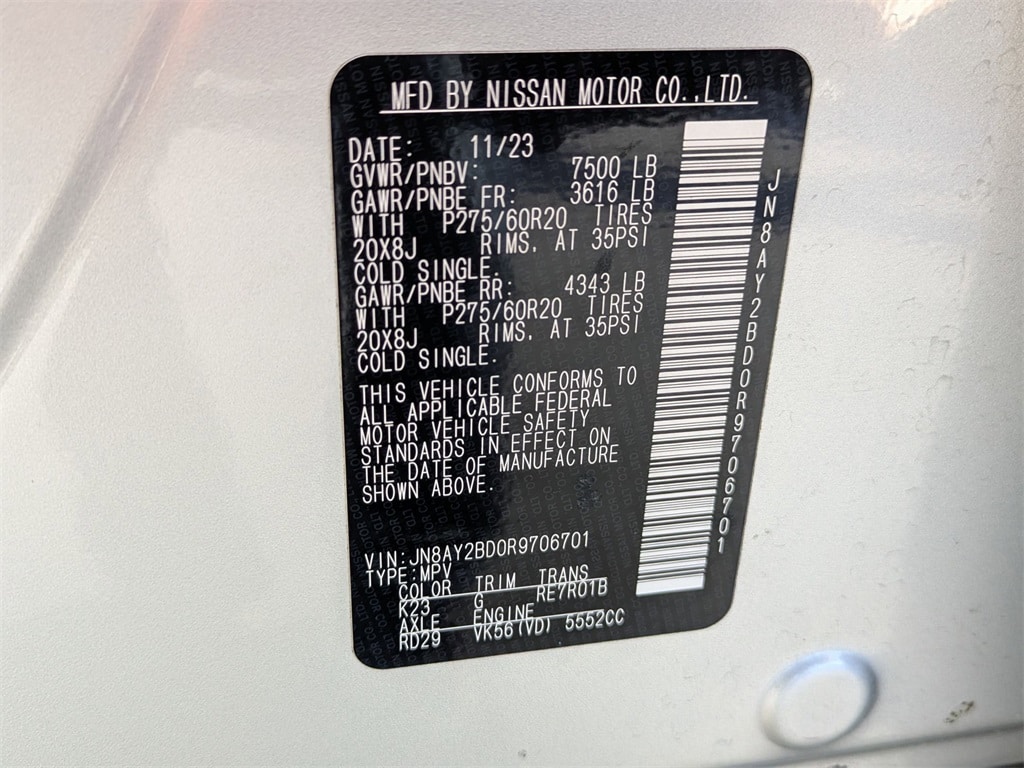 MFD BY NISSAN MOTOR CO.,LTD.
DATE: 11/23
GVWR/PNBV: 7500 LB
GAWR/PNBE FR: 3616 LB
WITH P275/60R20 TIRES
20X8J RIMS, AT 35PSI
COLD SINGLE.
GAWR/PNBE RR: 4343 LB
WITH P275/60R20 TIRES
20X8J RIMS, AT 35PSI
COLD SINGLE.
THIS VEHICLE CONFORMS TO
ALL APPLICABLE FEDERAL
MOTOR VEHICLE SAFETY
STANDARDS IN EFFECT ON
THE DATE OF MANUFACTURE
SHOWN ABOVE.
VIN:JN8AY2BD0R9706701
TYPE:MPV
COLOR TRIM TRANS
K23 G RE7R01B
AXLE ENGINE
RD29 VK56(VD) 5552CC
JN8AY2BD0R9706701